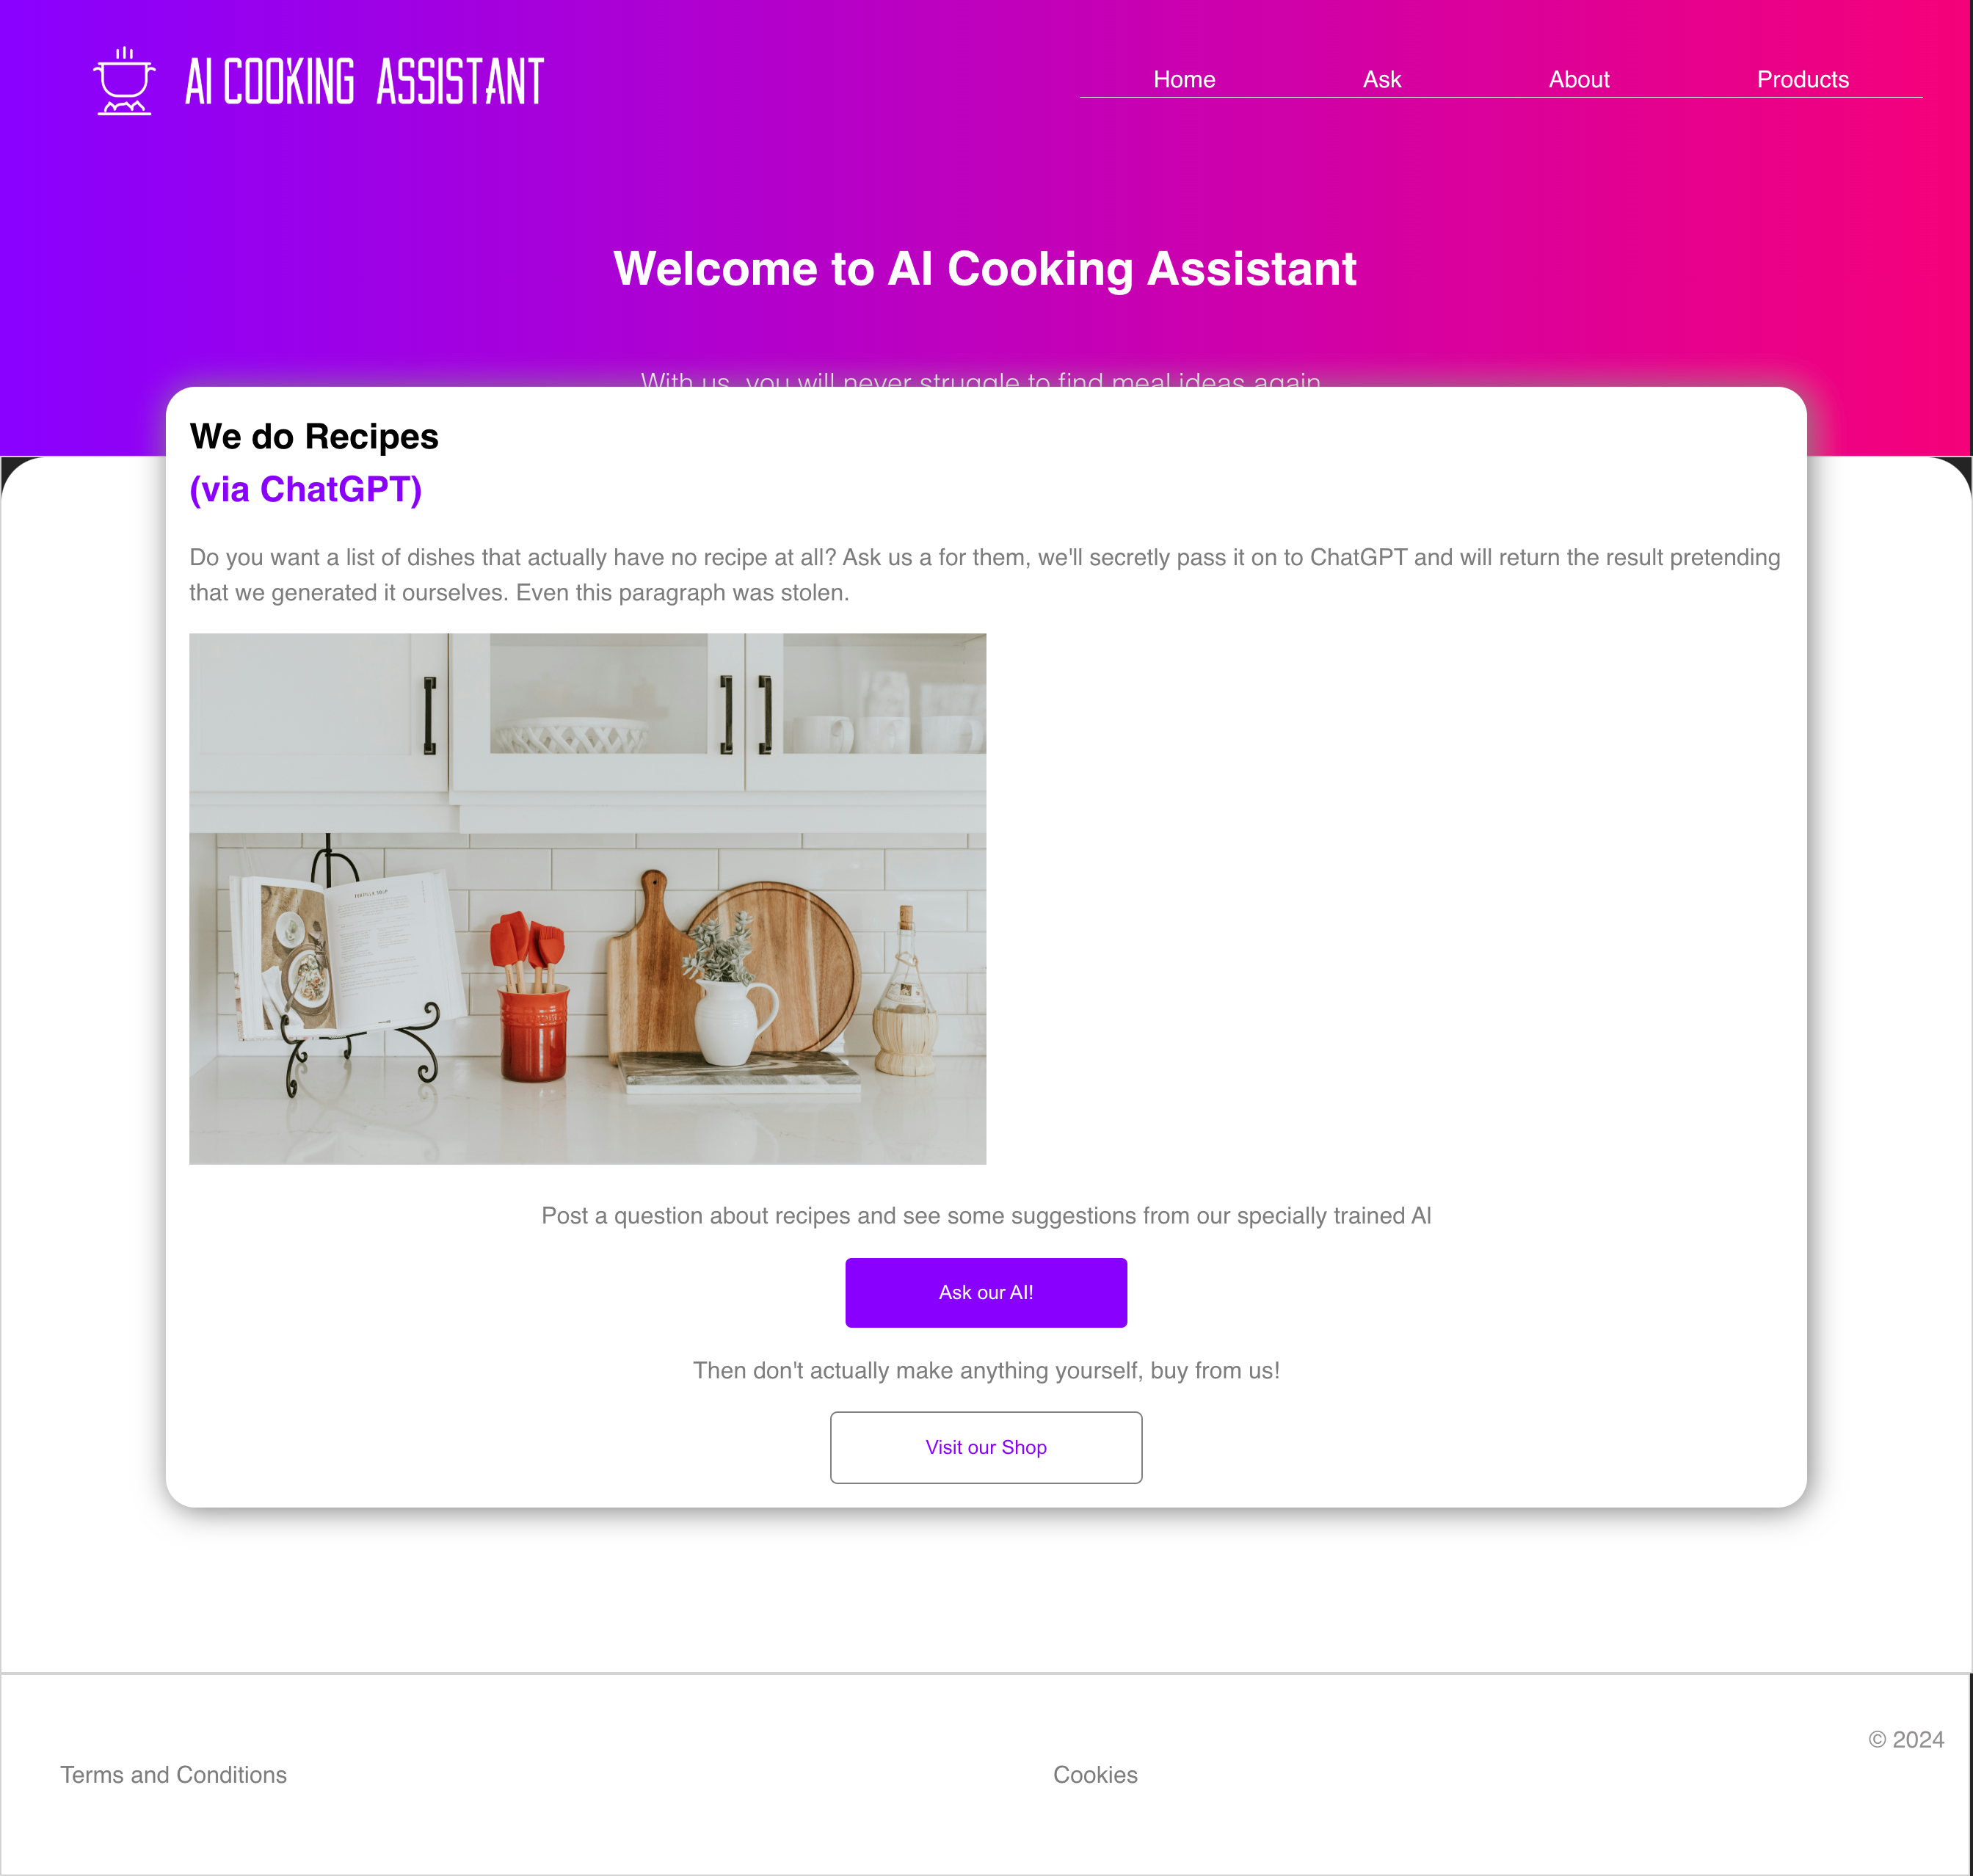 AI COOKING ASSISTANT
Home Ask About Products
Welcome to AI Cooking Assistant
With us, you will never struggle to find meal ideas again
We do Recipes
(via ChatGPT)
Do you want a list of dishes that actually have no recipe at all? Ask us a for them, we'll secretly pass it on to ChatGPT and will return the result pretending
that we generated it ourselves. Even this paragraph was stolen.
Post a question about recipes and see some suggestions from our specially trained AI
Ask our AI!
Then don't actually make anything yourself, buy from us!
Visit our Shop
© 2024
Terms and Conditions Cookies